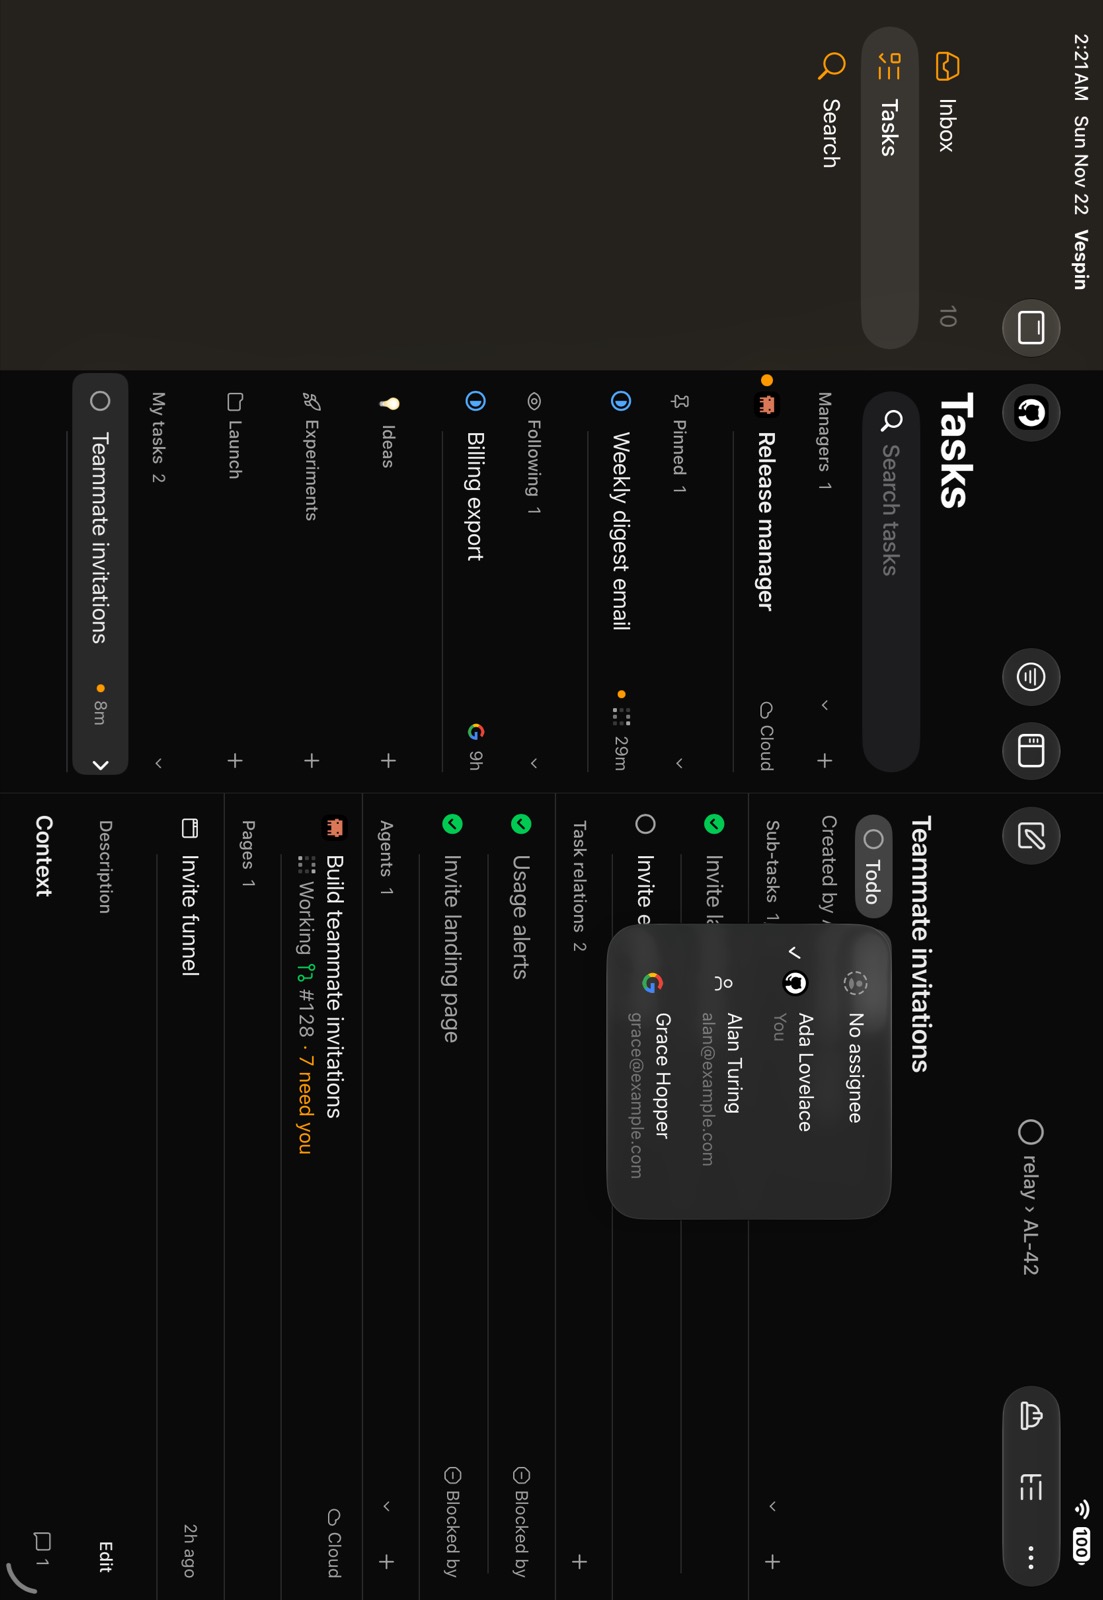 2:21 AM Sun Nov 22 Vespin
100
Inbox 10
Tasks
Search
Tasks
Search tasks
Managers 1
Release manager Cloud
Pinned 1
Weekly digest email 29m
Following 1
Billing export 9h
Ideas
Experiments
Launch
My tasks 2
Teammate invitations 8m
relay › AL-42
Teammate invitations
Todo
Created by
No assignee
Ada Lovelace
You
Alan Turing
alan@example.com
Grace Hopper
grace@example.com
Sub-tasks 1
Invite
Invite
Task relations 2
Usage alerts Blocked by
Invite landing page Blocked by
Agents 1
Build teammate invitations Cloud
Working #128 · 7 need you
Pages 1
Invite funnel 2h ago
Description Edit
Context 1